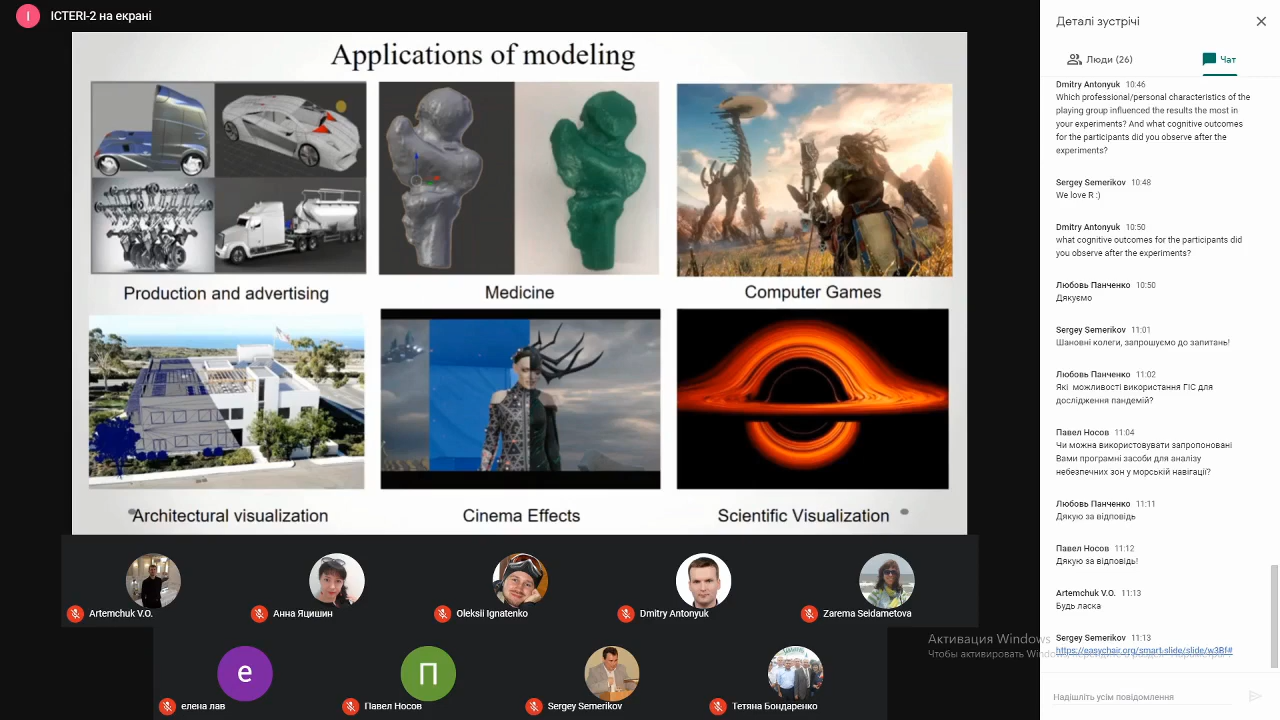 ICTERI-2 на екрані
Applications of modeling
Production and advertising
Medicine
Computer Games
Architectural visualization
Cinema Effects
Scientific Visualization
Artemchuk V.O.
Анна Яцишин
Oleksii Ignatenko
Dmitry Antonyuk
Zarema Seidametova
елена лав
Павел Носов
Sergey Semerikov
Тетяна Бондаренко
Деталі зустрічі
Люди (26)
Чат
Dmitry Antonyuk 10:46
Which professional/personal characteristics of the
playing group influenced the results the most in
your experiments? And what cognitive outcomes
for the participants did you observe after the
experiments?
Sergey Semerikov 10:48
We love R :)
Dmitry Antonyuk 10:50
what cognitive outcomes for the participants did
you observe after the experiments?
Любовь Панченко 10:50
Дякуємо
Sergey Semerikov 11:01
Шановні колеги, запрошуємо до запитань!
Любовь Панченко 11:02
Які можливості використання ГІС для
дослідження пандемій?
Павел Носов 11:04
Чи можна використовувати запропоновані
Вами програмні засоби для аналізу
небезпечних зон у морській навігації?
Любовь Панченко 11:11
Дякую за відповідь
Павел Носов 11:12
Дякую за відповідь!
Artemchuk V.O. 11:13
Будь ласка
Sergey Semerikov 11:13
https://easychair.org/smart-slide/slide/w3Bf#
Активация Windows
Чтобы активировать Windows
Надішліть усім повідомлення
е
П
I